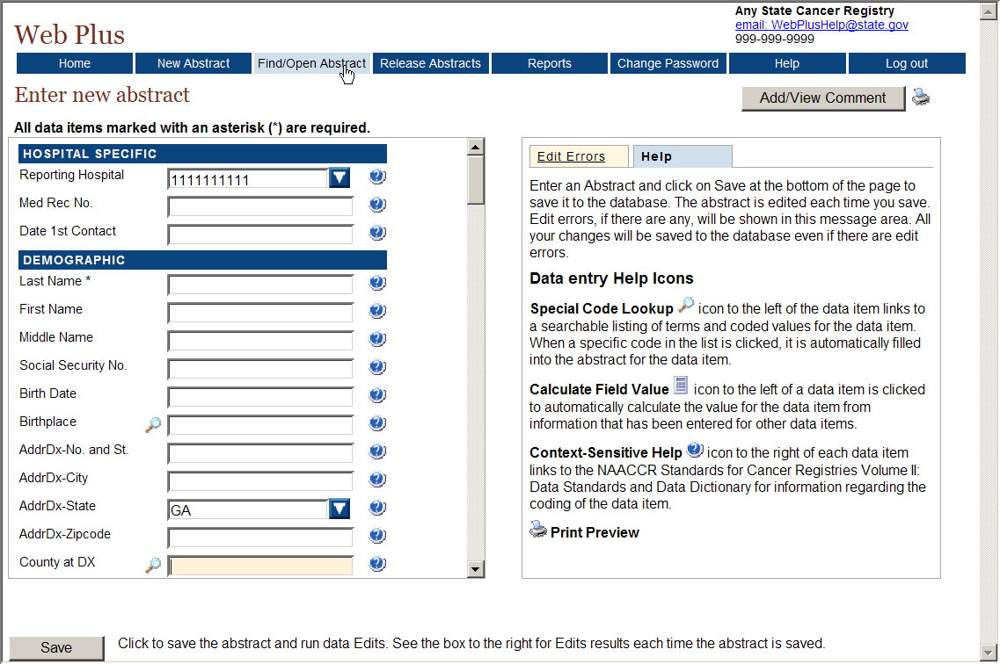 Any State Cancer Registry
email: WebPlusHelp@state.gov
999-999-9999
Web Plus
Home New Abstract Find/Open Abstract Release Abstracts Reports Change Password Help Log out
Enter new abstract
Add/View Comment
All data items marked with an asterisk (*) are required.
HOSPITAL SPECIFIC
Reporting Hospital 1111111111
Med Rec No.
Date 1st Contact
DEMOGRAPHIC
Last Name *
First Name
Middle Name
Social Security No.
Birth Date
Birthplace
AddrDx-No. and St.
AddrDx-City
AddrDx-State GA
AddrDx-Zipcode
County at DX
Edit Errors Help
Enter an Abstract and click on Save at the bottom of the page to
save it to the database. The abstract is edited each time you save.
Edit errors, if there are any, will be shown in this message area. All
your changes will be saved to the database even if there are edit
errors.
Data entry Help Icons
Special Code Lookup icon to the left of the data item links to
a searchable listing of terms and coded values for the data item.
When a specific code in the list is clicked, it is automatically filled
into the abstract for the data item.
Calculate Field Value icon to the left of a data item is clicked
to automatically calculate the value for the data item from
information that has been entered for other data items.
Context-Sensitive Help ? icon to the right of each data item
links to the NAACCR Standards for Cancer Registries Volume II:
Data Standards and Data Dictionary for information regarding the
coding of the data item.
Print Preview
Save Click to save the abstract and run data Edits. See the box to the right for Edits results each time the abstract is saved.